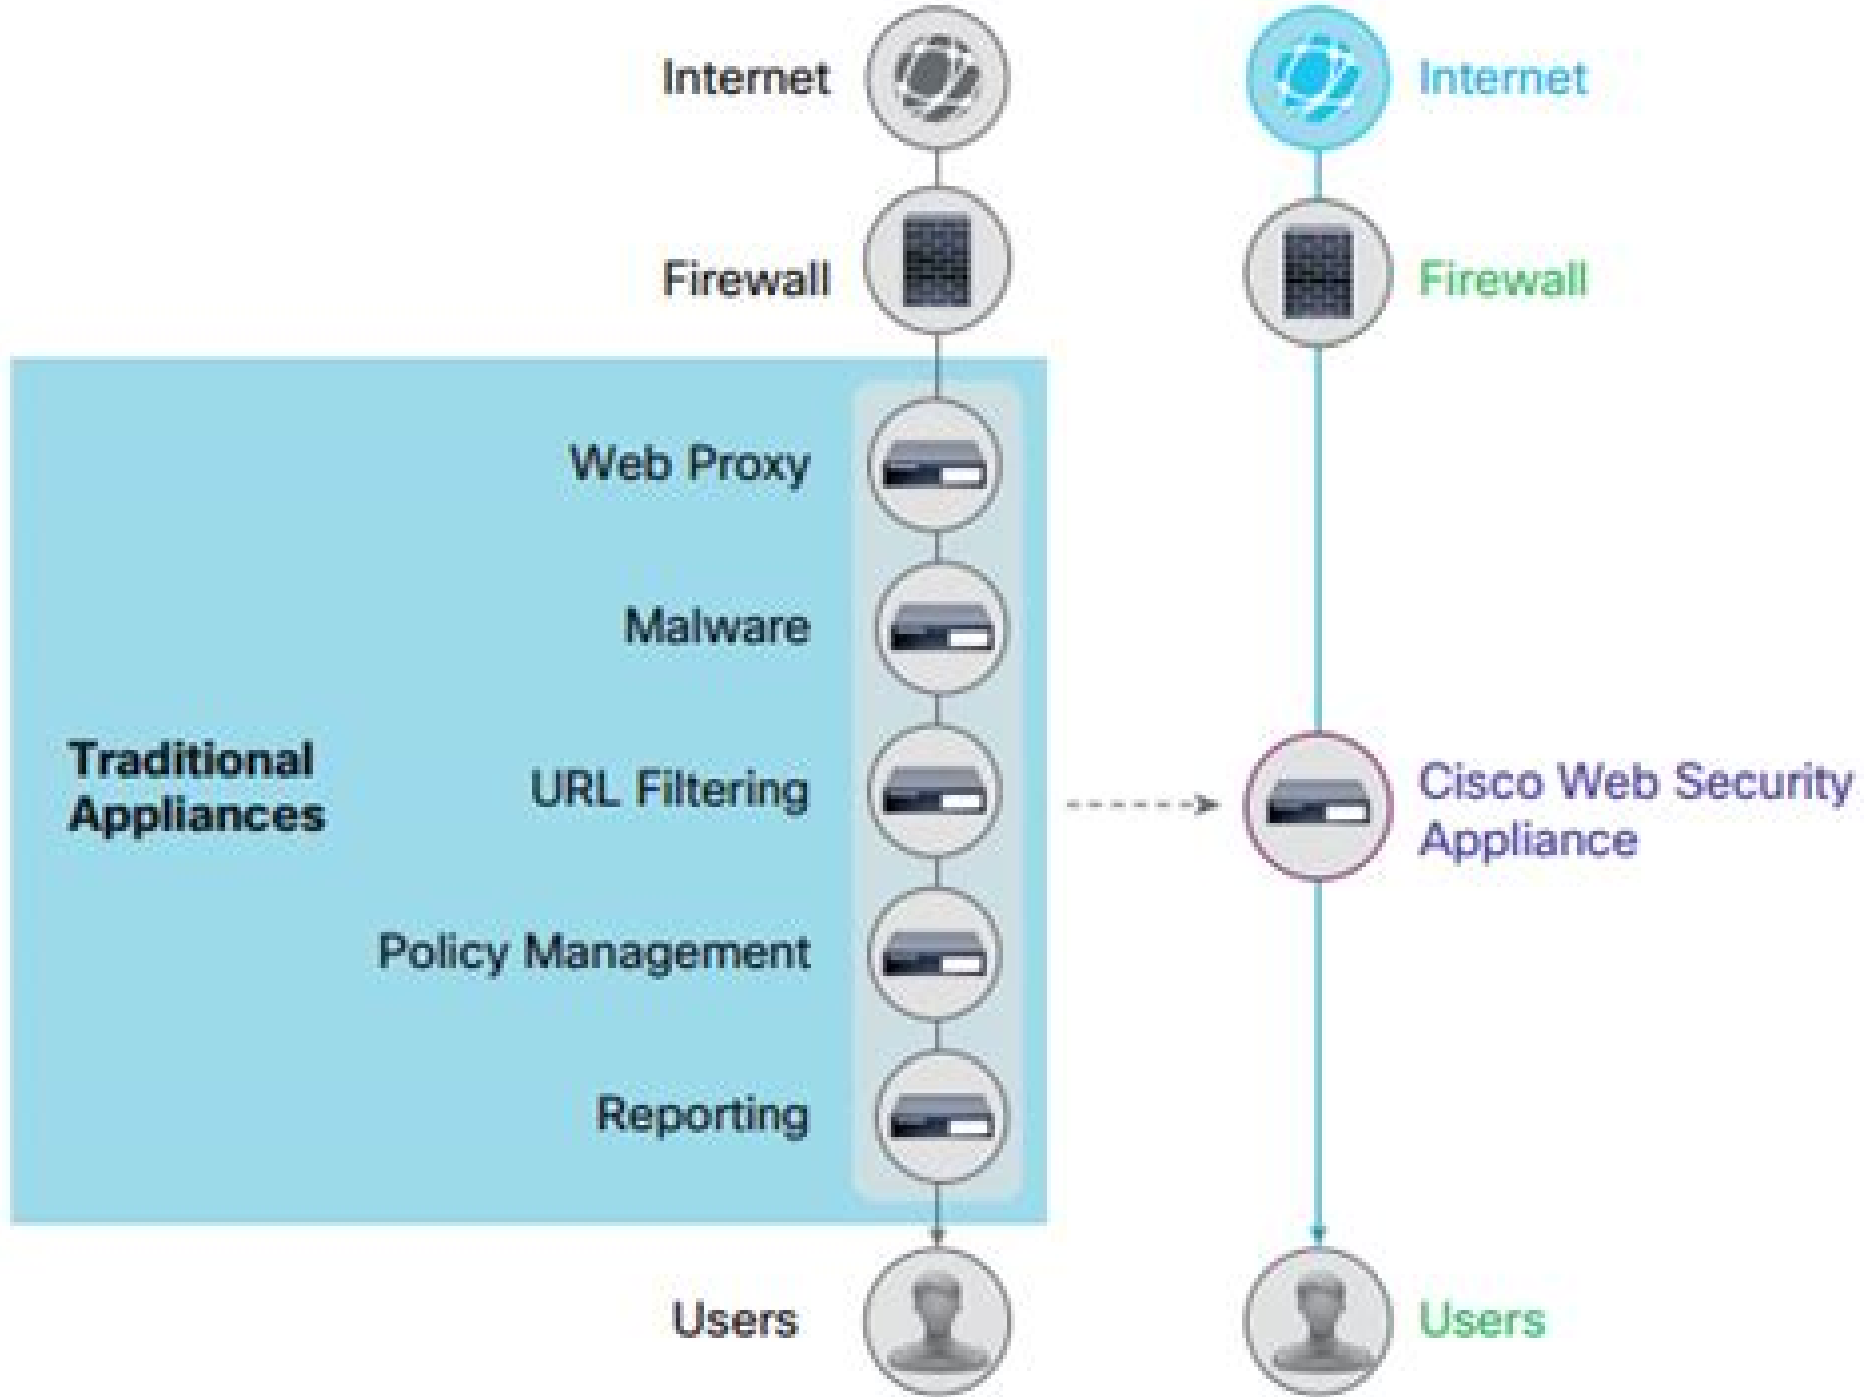 Internet
Firewall
Web Proxy
Malware
Traditional
Appliances
URL Filtering
Policy Management
Reporting
Users
Internet
Firewall
Cisco Web Security
Appliance
Users